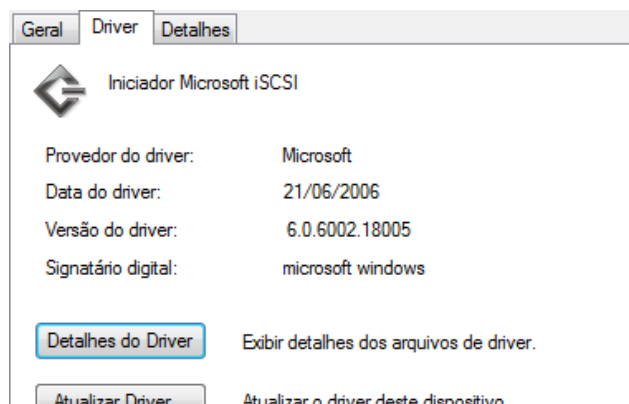 Geral Driver Detalhes
Iniciador Microsoft iSCSI
Provedor do driver: Microsoft
Data do driver: 21/06/2006
Versão do driver: 6.0.6002.18005
Signatário digital: microsoft windows
Detalhes do Driver Exibir detalhes dos arquivos de driver.
Atualizar Driver... Atualizar o driver deste dispositivo.